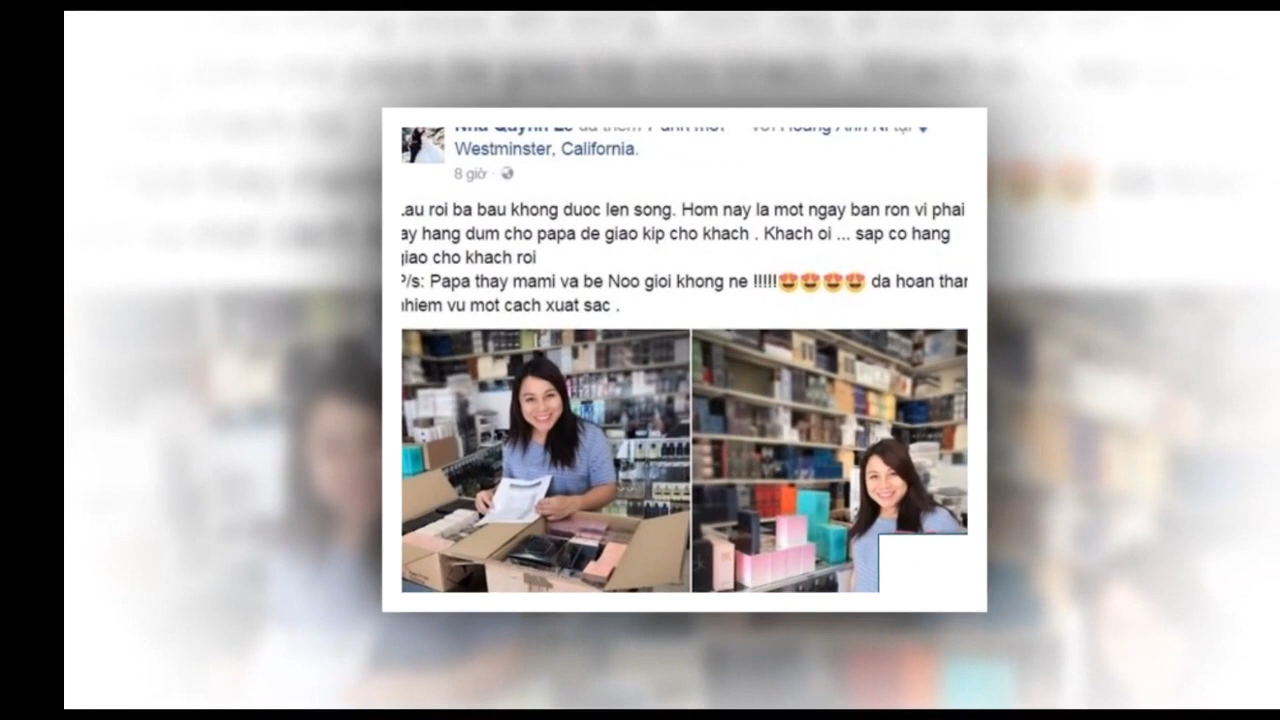 Westminster, California.
8 giờ
au roi ba bau khong duoc len song. Hom nay la mot ngay ban ron vi phai
ay hang dum cho papa de giao kip cho khach . Khach oi ... sap co hang
giao cho khach roi
P/s: Papa thay mami va be Noo gioi khong ne !!!!!😍😍😍😍 da hoan than
nhiem vu mot cach xuat sac .